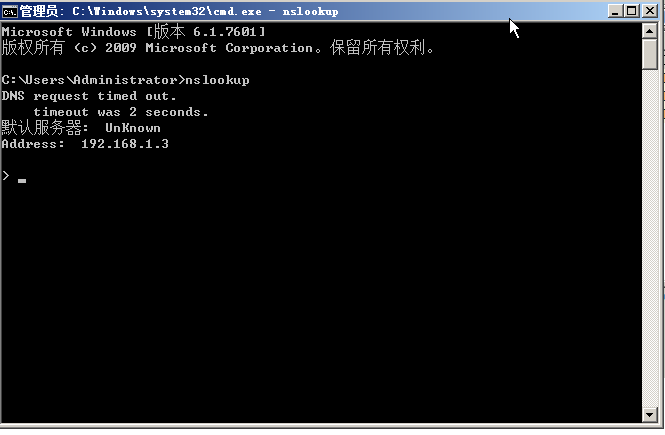 管理员: C:\Windows\system32\cmd.exe - nslookup
Microsoft Windows [版本 6.1.7601]
版权所有 (c) 2009 Microsoft Corporation。保留所有权利。
C:\Users\Administrator>nslookup
DNS request timed out.
    timeout was 2 seconds.
默认服务器:  UnKnown
Address:  192.168.1.3
>